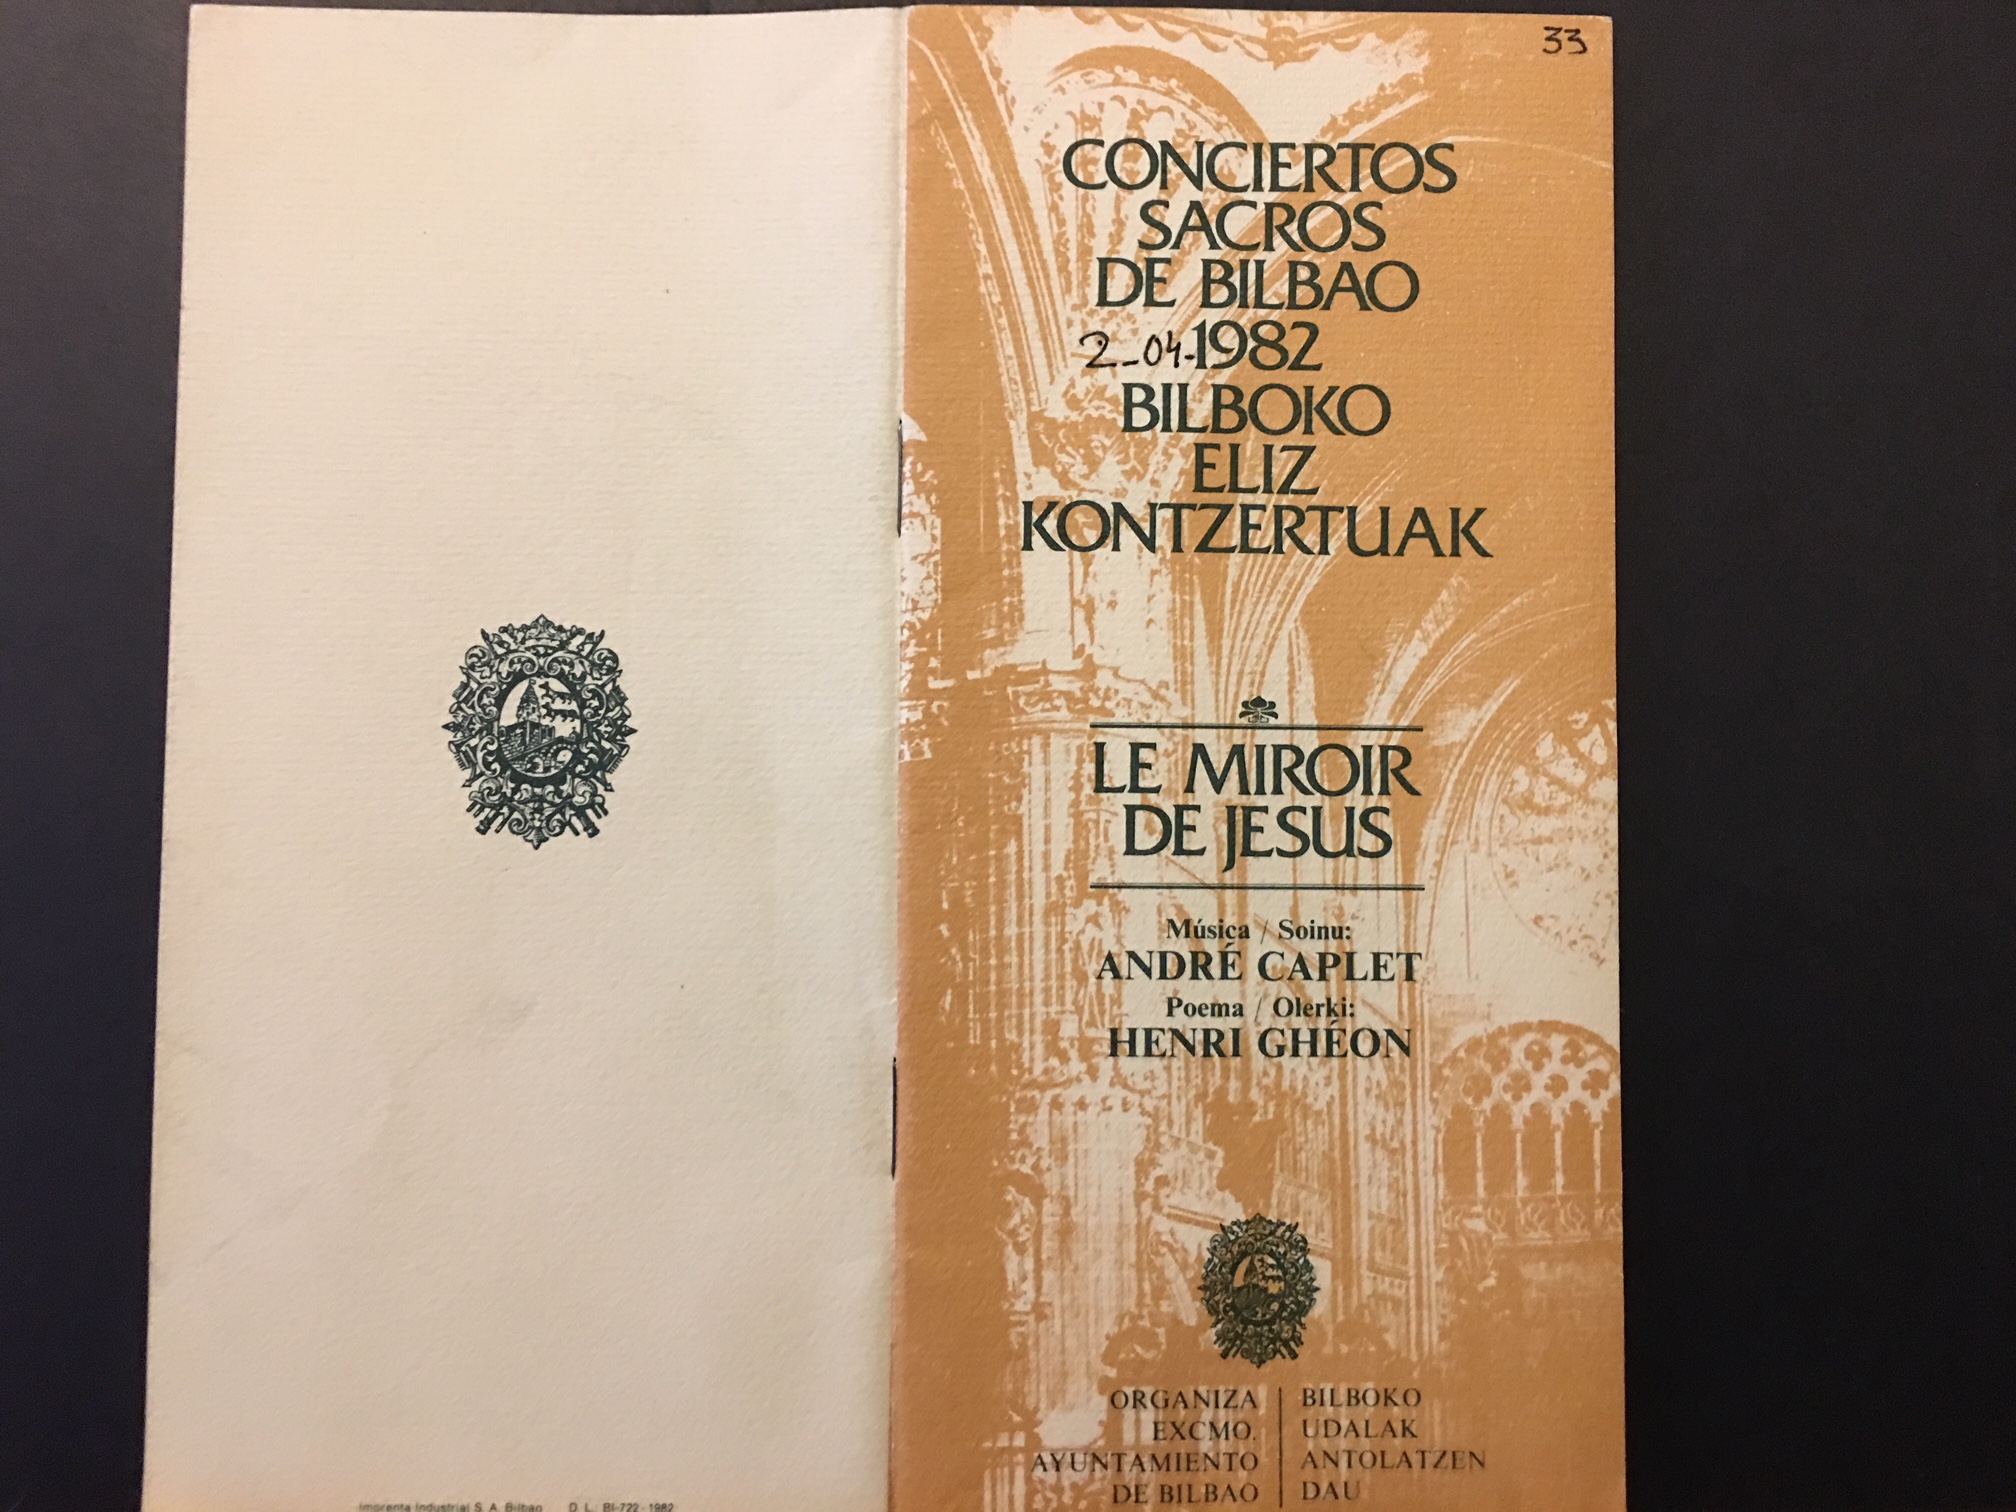 33
CONCIERTOS
SACROS
DE BILBAO
2-04-1982
BILBOKO
ELIZ
KONTZERTUAK
LE MIROIR
DE JESUS
Música / Soinu:
ANDRÉ CAPLET
Poema / Olerki:
HENRI GHÉON
ORGANIZA
EXCMO.
AYUNTAMIENTO
DE BILBAO
BILBOKO
UDALAK
ANTOLATZEN
DAU
Imprenta Industrial S. A. Bilbao D. L.: BI-722-1982